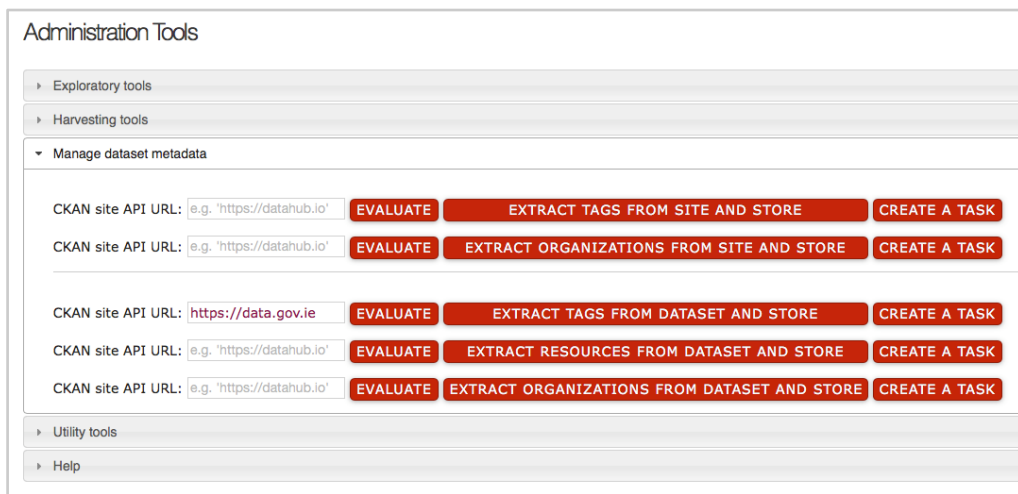 Administration Tools
Exploratory tools
Harvesting tools
Manage dataset metadata
CKAN site API URL: e.g. 'https://datahub.io' EVALUATE EXTRACT TAGS FROM SITE AND STORE CREATE A TASK
CKAN site API URL: e.g. 'https://datahub.io' EVALUATE EXTRACT ORGANIZATIONS FROM SITE AND STORE CREATE A TASK
CKAN site API URL: https://data.gov.ie EVALUATE EXTRACT TAGS FROM DATASET AND STORE CREATE A TASK
CKAN site API URL: e.g. 'https://datahub.io' EVALUATE EXTRACT RESOURCES FROM DATASET AND STORE CREATE A TASK
CKAN site API URL: e.g. 'https://datahub.io' EVALUATE EXTRACT ORGANIZATIONS FROM DATASET AND STORE CREATE A TASK
Utility tools
Help